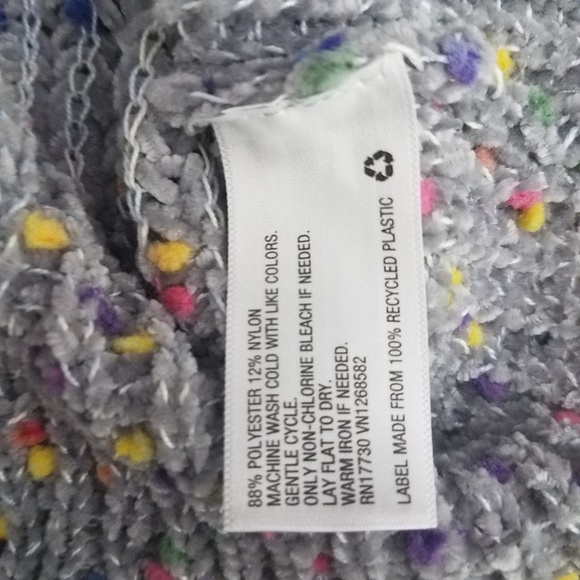 88% POLYESTER 12% NYLON
MACHINE WASH COLD WITH LIKE COLORS.
GENTLE CYCLE.
ONLY NON-CHLORINE BLEACH IF NEEDED.
LAY FLAT TO DRY.
WARM IRON IF NEEDED.
RN17730 VN1268582
LABEL MADE FROM 100% RECYCLED PLASTIC